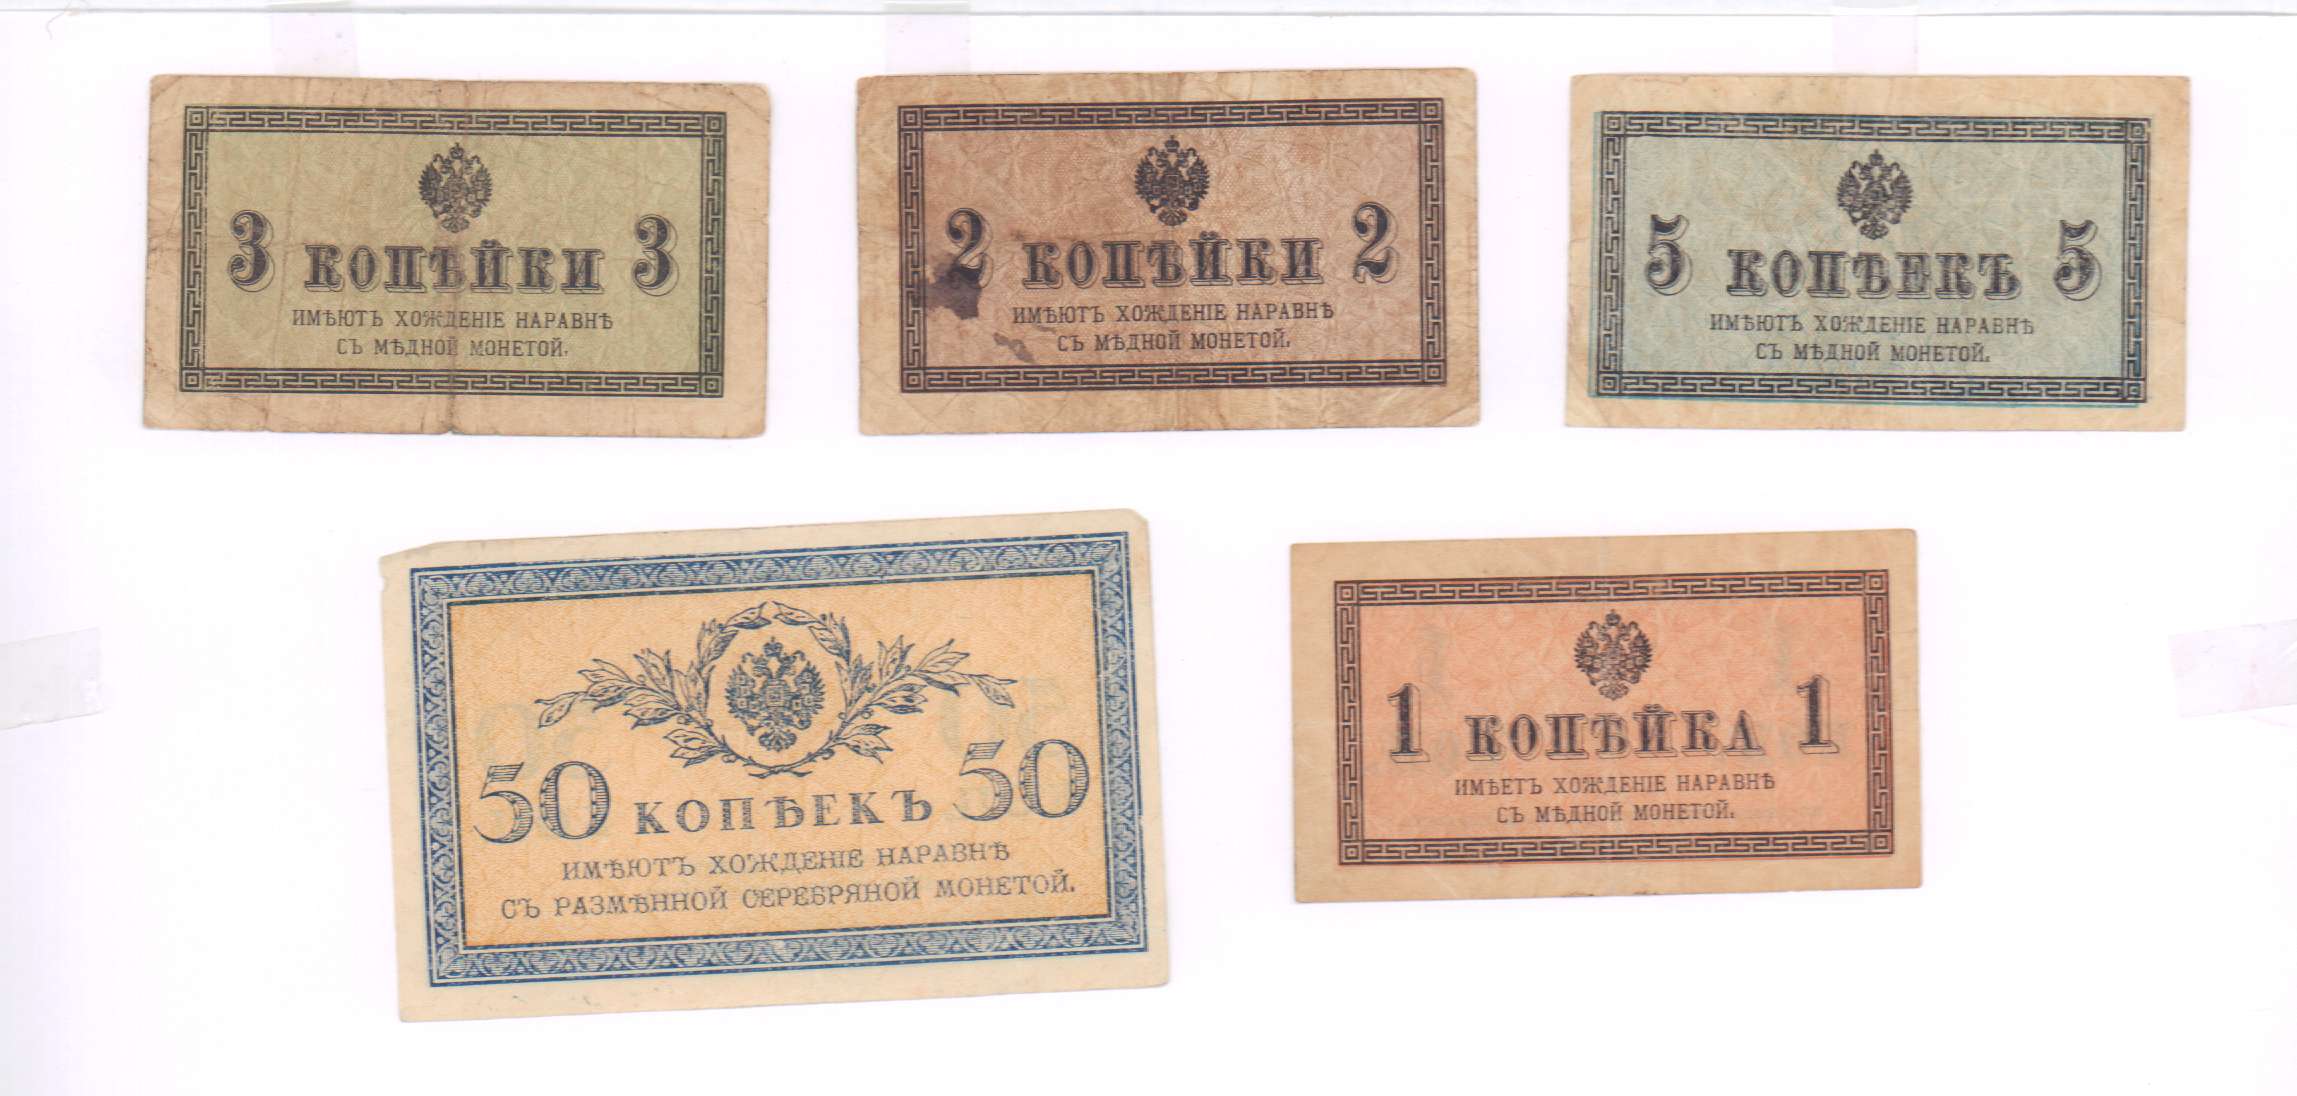 3 КОПѢЙКИ 3
ИМѢЮТЪ ХОЖДЕНІЕ НАРАВНѢ
СЪ МѢДНОЙ МОНЕТОЙ.
2 КОПѢЙКИ 2
ИМѢЮТЪ ХОЖДЕНІЕ НАРАВНѢ
СЪ МѢДНОЙ МОНЕТОЙ.
5 КОПѢЕКЪ 5
ИМѢЮТЪ ХОЖДЕНІЕ НАРАВНѢ
СЪ МѢДНОЙ МОНЕТОЙ.
50 КОПѢЕКЪ 50
ИМѢЮТЪ ХОЖДЕНІЕ НАРАВНѢ
СЪ РАЗМѢННОЙ СЕРЕБРЯНОЙ МОНЕТОЙ.
1 КОПѢЙКА 1
ИМѢЕТЪ ХОЖДЕНІЕ НАРАВНѢ
СЪ МѢДНОЙ МОНЕТОЙ.